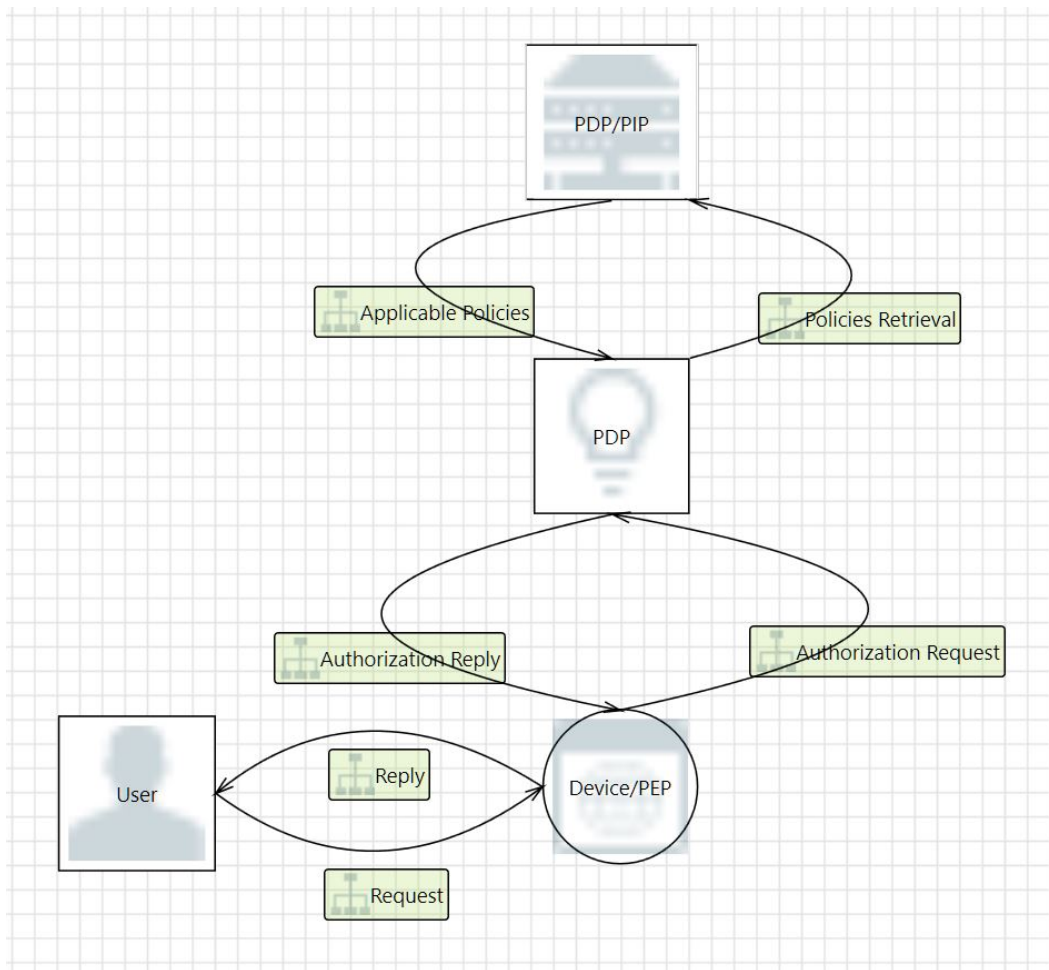 PDP/PIP
Applicable Policies
Policies Retrieval
PDP
Authorization Reply
Authorization Request
User
Reply
Device/PEP
Request